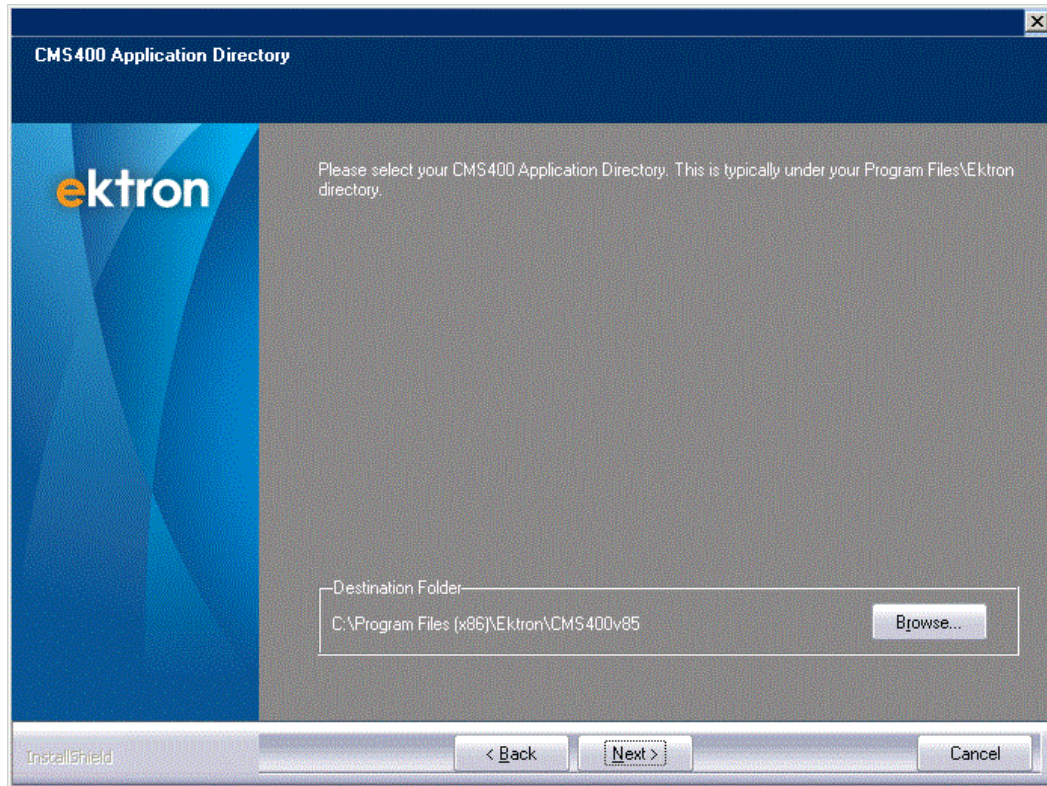 CMS400 Application Directory
ektron
Please select your CMS400 Application Directory. This is typically under your Program Files\Ektron
directory.
Destination Folder
C:\Program Files (x86)\Ektron\CMS400v85
Browse...
InstallShield
< Back
Next >
Cancel